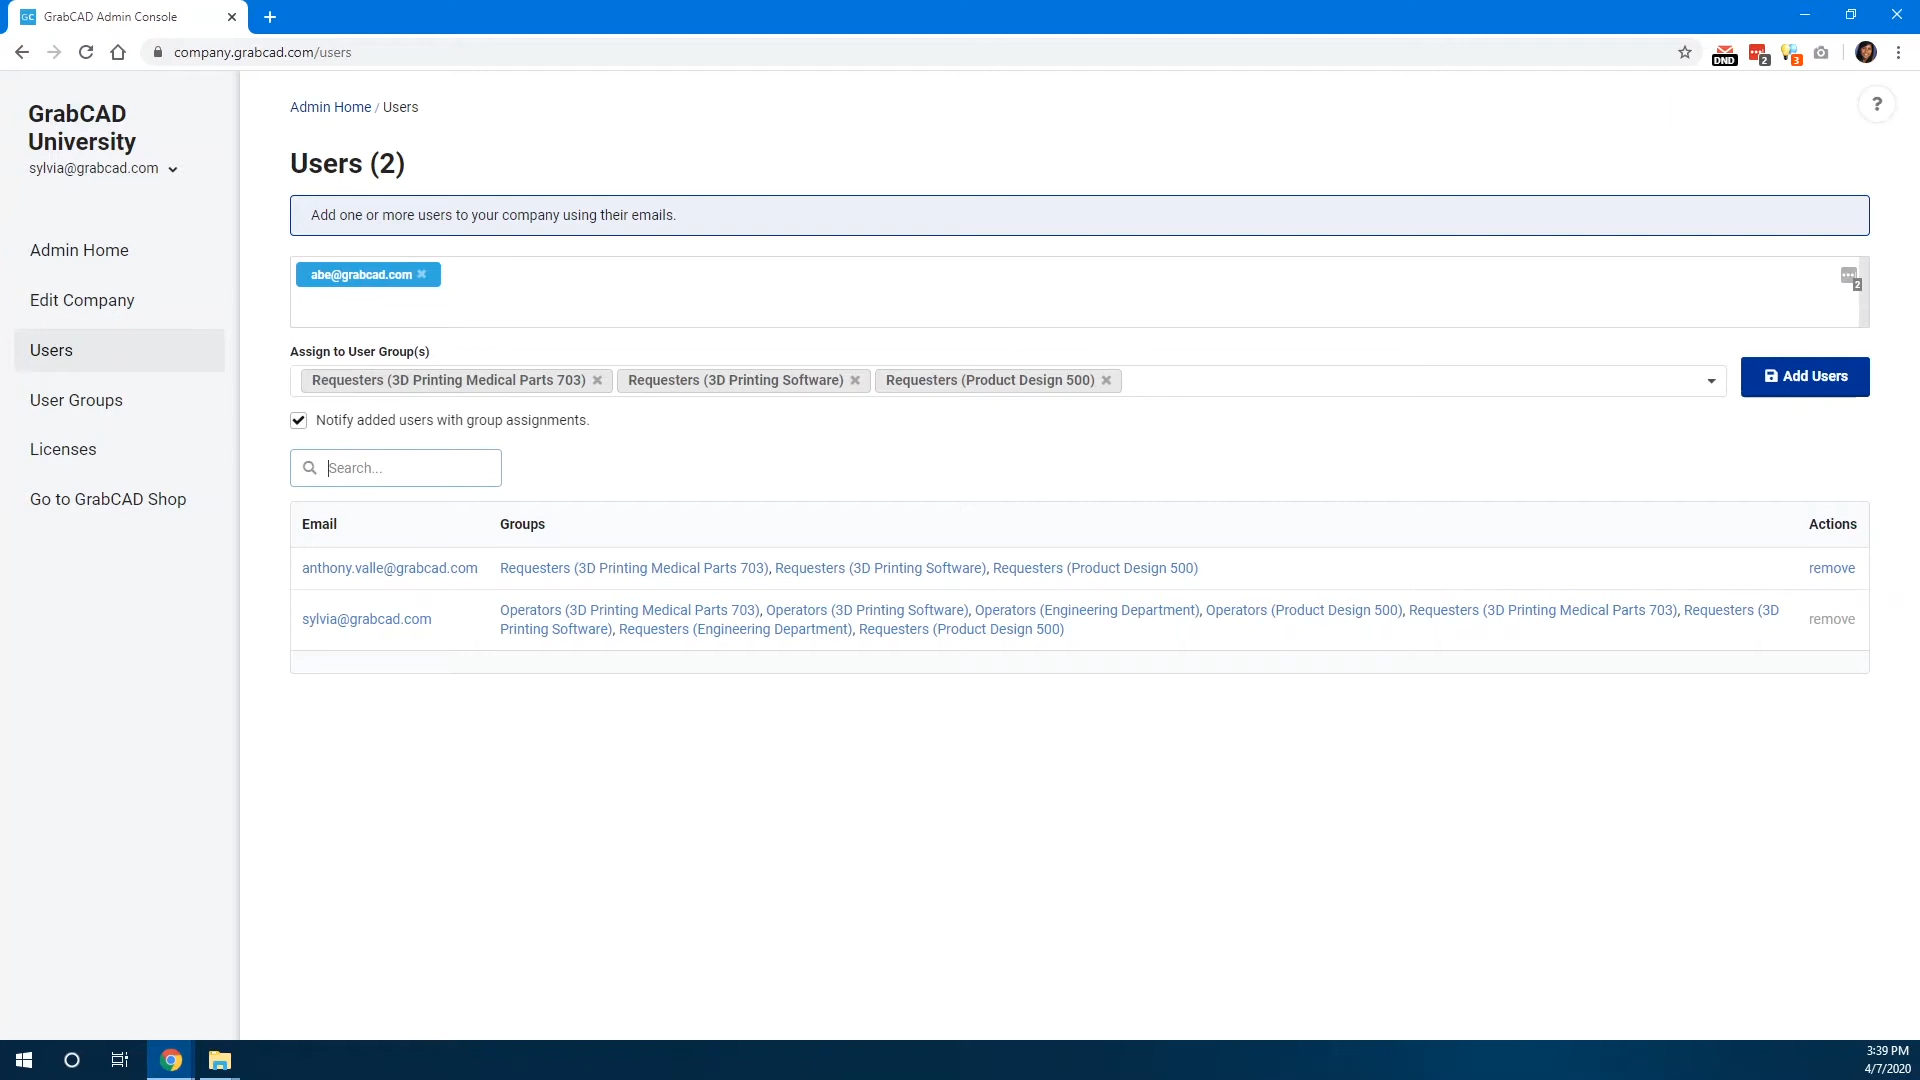 GrabCAD Admin Console
company.grabcad.com/users
DND
2
3
GrabCAD
University
sylvia@grabcad.com
Admin Home
Edit Company
Users
User Groups
Licenses
Go to GrabCAD Shop
Admin Home / Users
?
Users (2)
Add one or more users to your company using their emails.
abe@grabcad.com
2
Assign to User Group(s)
Requesters (3D Printing Medical Parts 703) Requesters (3D Printing Software) Requesters (Product Design 500)
Add Users
Notify added users with group assignments.
Search...
Email Groups Actions
anthony.valle@grabcad.com Requesters (3D Printing Medical Parts 703), Requesters (3D Printing Software), Requesters (Product Design 500) remove
sylvia@grabcad.com Operators (3D Printing Medical Parts 703), Operators (3D Printing Software), Operators (Engineering Department), Operators (Product Design 500), Requesters (3D Printing Medical Parts 703), Requesters (3D
Printing Software), Requesters (Engineering Department), Requesters (Product Design 500) remove
3:39 PM
4/7/2020